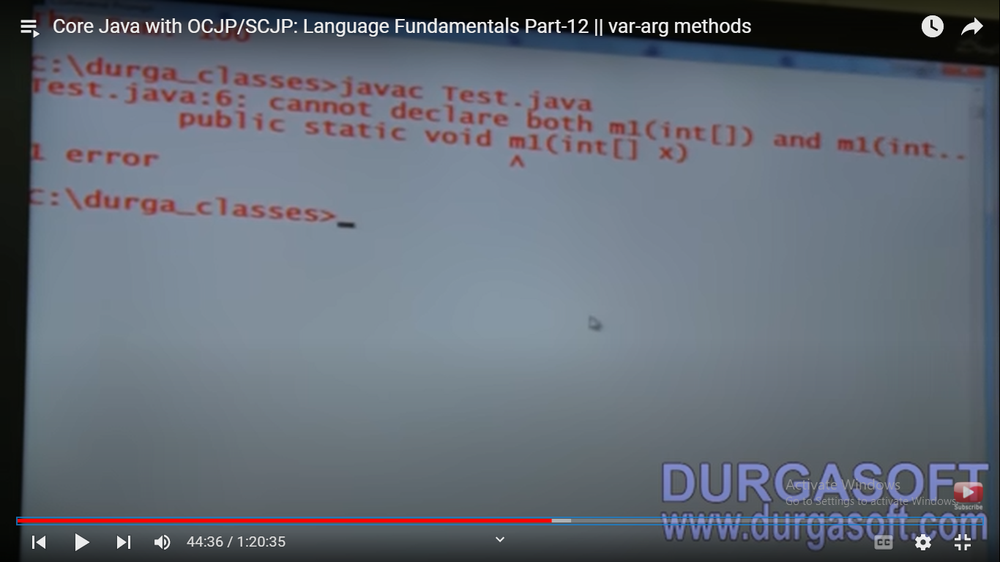 Core Java with OCJP/SCJP: Language Fundamentals Part-12 || var-arg methods
100
C:\durga_classes>javac Test.java
Test.java:6: cannot declare both m1(int[]) and m1(int..
public static void m1(int[] x)
^
1 error
C:\durga_classes>_
DURGASOFT
Activate Windows
Go to Settings to activate Windows.
Subscribe
www.durgasoft.com
44:36 / 1:20:35
CC